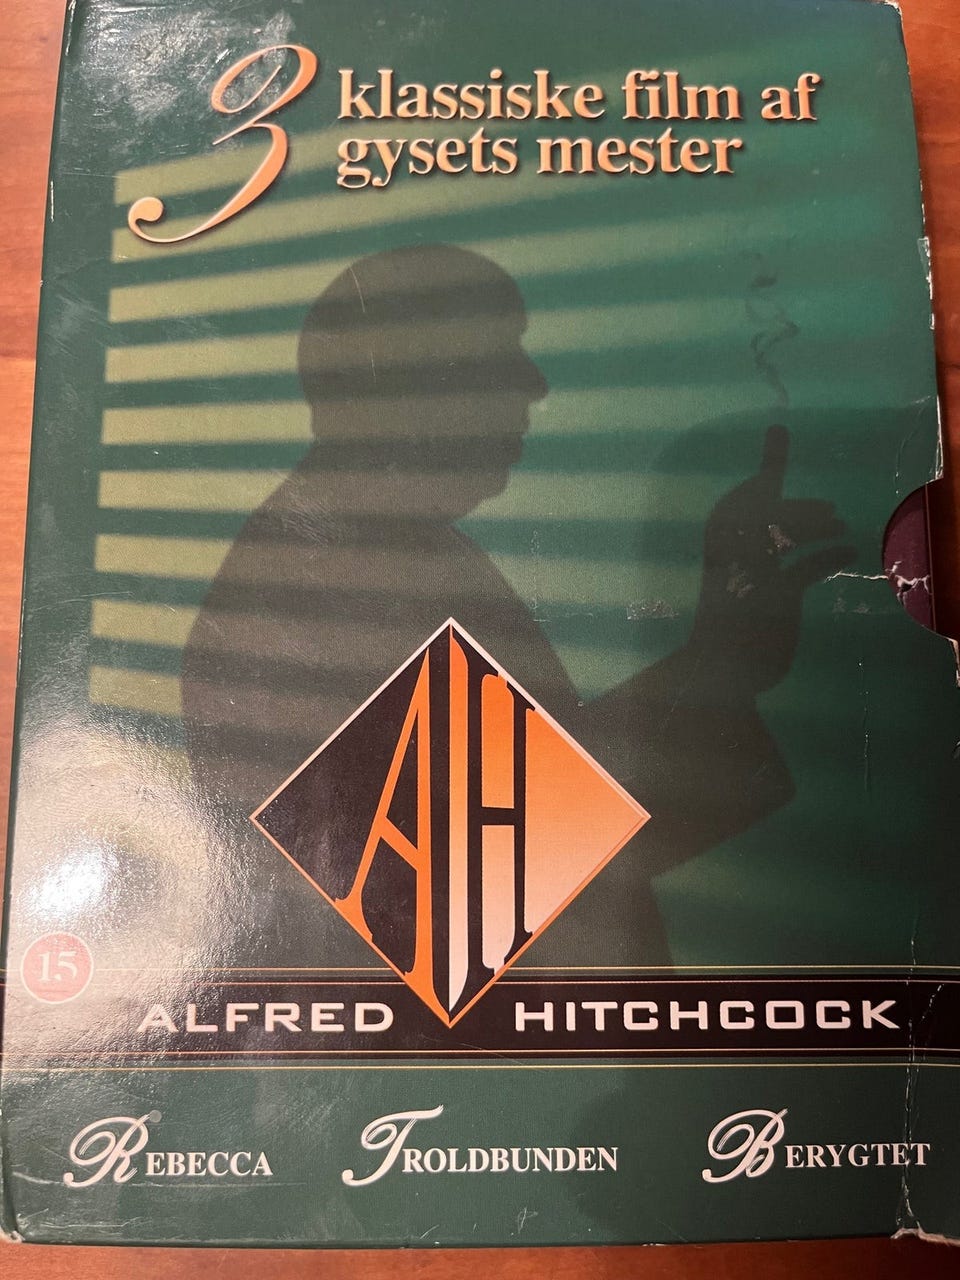 3 klassiske film af
gysets mester
AH
15
ALFRED HITCHCOCK
REBECCA TROLDBUNDEN BERYGTET